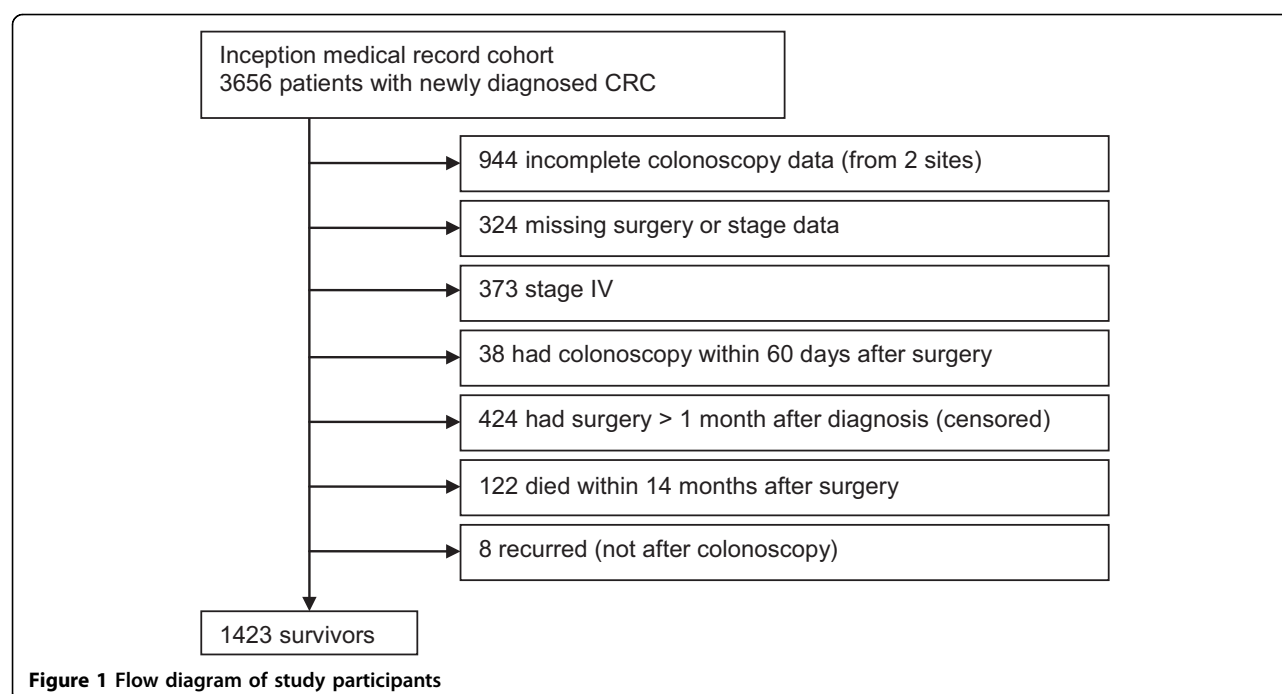 Inception medical record cohort
3656 patients with newly diagnosed CRC
944 incomplete colonoscopy data (from 2 sites)
324 missing surgery or stage data
373 stage IV
38 had colonoscopy within 60 days after surgery
424 had surgery > 1 month after diagnosis (censored)
122 died within 14 months after surgery
8 recurred (not after colonoscopy)
1423 survivors
Figure 1 Flow diagram of study participants